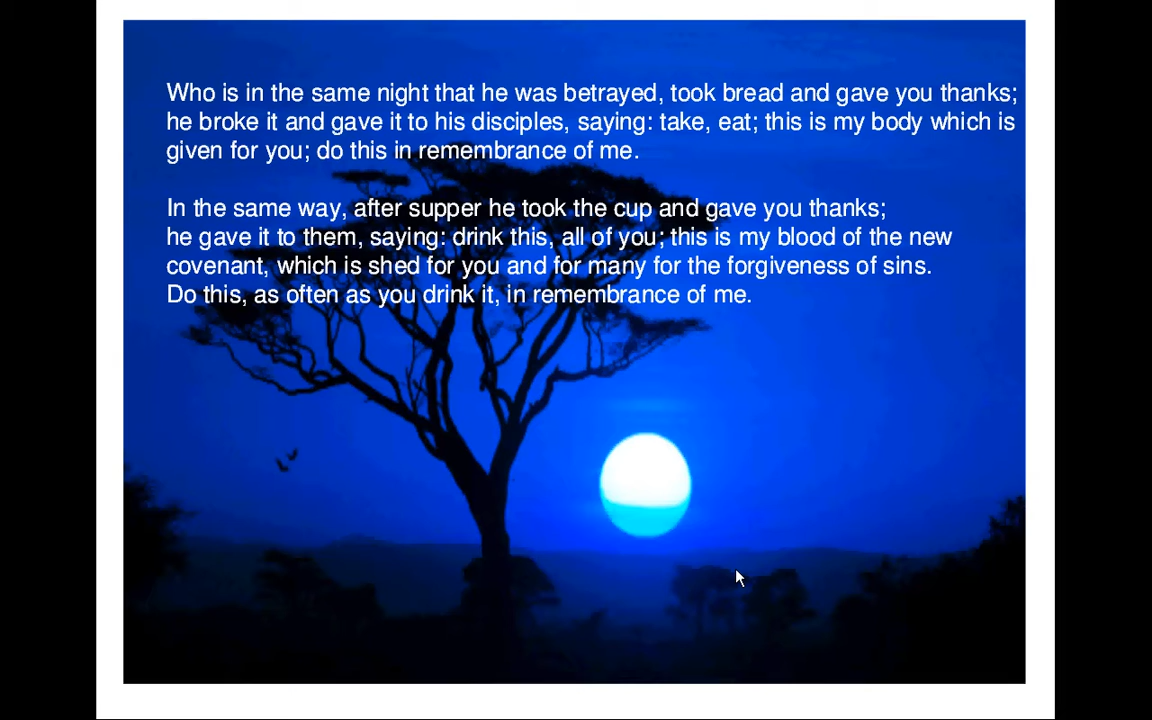 Who is in the same night that he was betrayed, took bread and gave you thanks;
he broke it and gave it to his disciples, saying: take, eat; this is my body which is
given for you; do this in remembrance of me.
In the same way, after supper he took the cup and gave you thanks;
he gave it to them, saying: drink this, all of you; this is my blood of the new
covenant, which is shed for you and for many for the forgiveness of sins.
Do this, as often as you drink it, in remembrance of me.